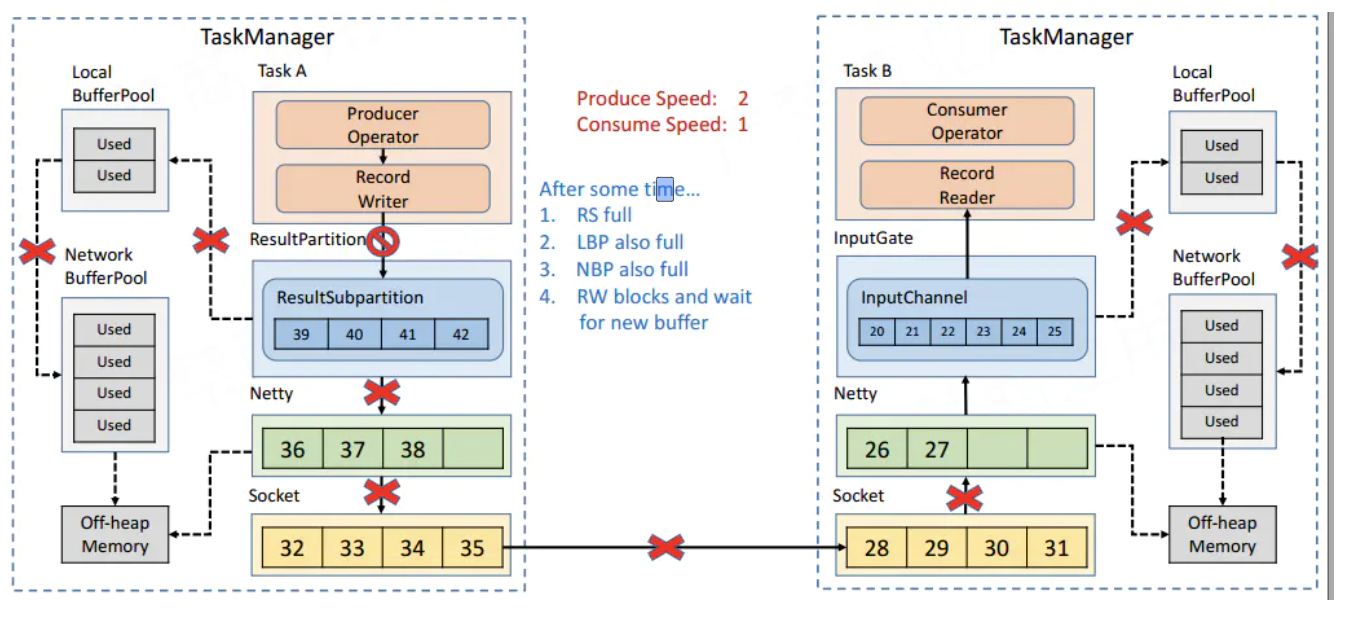 TaskManager
Local
BufferPool
Used
Used
Network
BufferPool
Used
Used
Used
Used
Off-heap
Memory
Task A
Producer
Operator
Record
Writer
ResultPartition
ResultSubpartition
39 40 41 42
Netty
36 37 38
Socket
32 33 34 35
Produce Speed: 2
Consume Speed: 1
After some time...
1. RS full
2. LBP also full
3. NBP also full
4. RW blocks and wait
for new buffer
TaskManager
Task B
Consumer
Operator
Record
Reader
InputGate
InputChannel
20 21 22 23 24 25
Netty
26 27
Socket
28 29 30 31
Local
BufferPool
Used
Used
Network
BufferPool
Used
Used
Used
Used
Off-heap
Memory